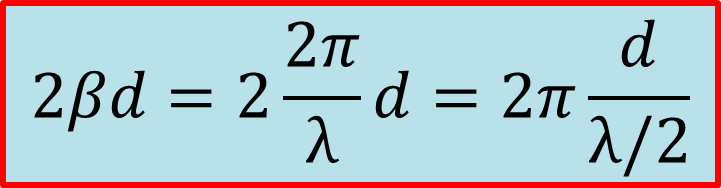 2βd = 2 2π/λ d = 2π d/(λ/2)